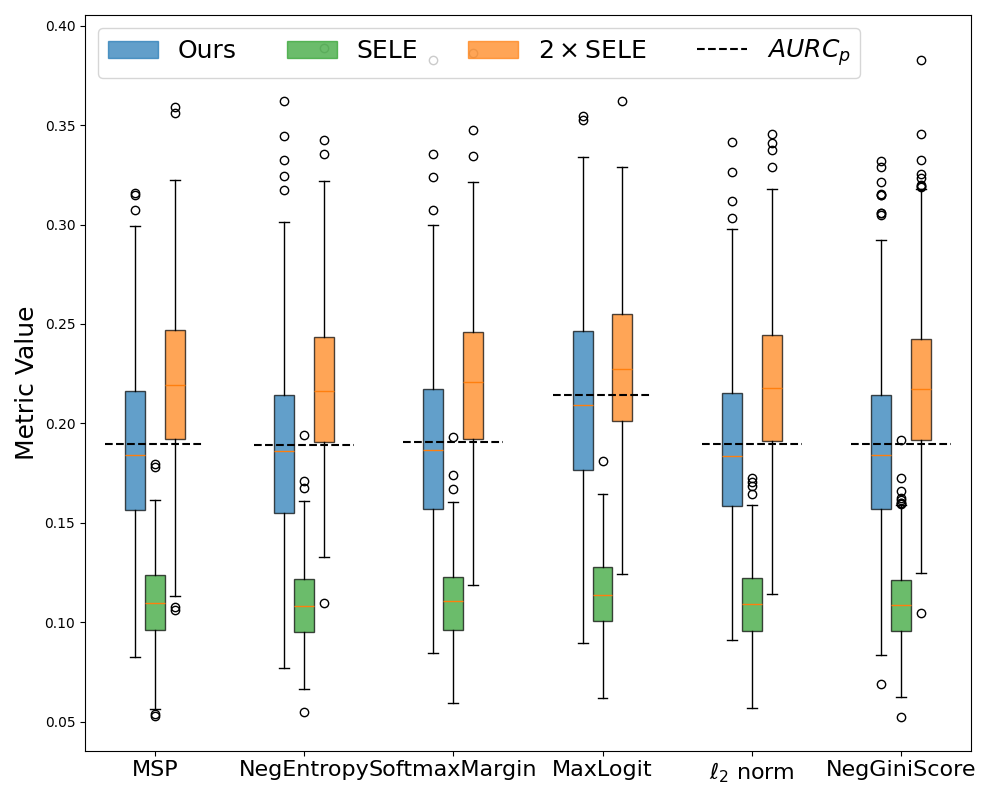 Ours SELE 2 × SELE AURC_p
0.40
0.35
0.30
0.25
0.20
0.15
0.10
0.05
Metric Value
MSP NegEntropy SoftmaxMargin MaxLogit ℓ₂ norm NegGiniScore